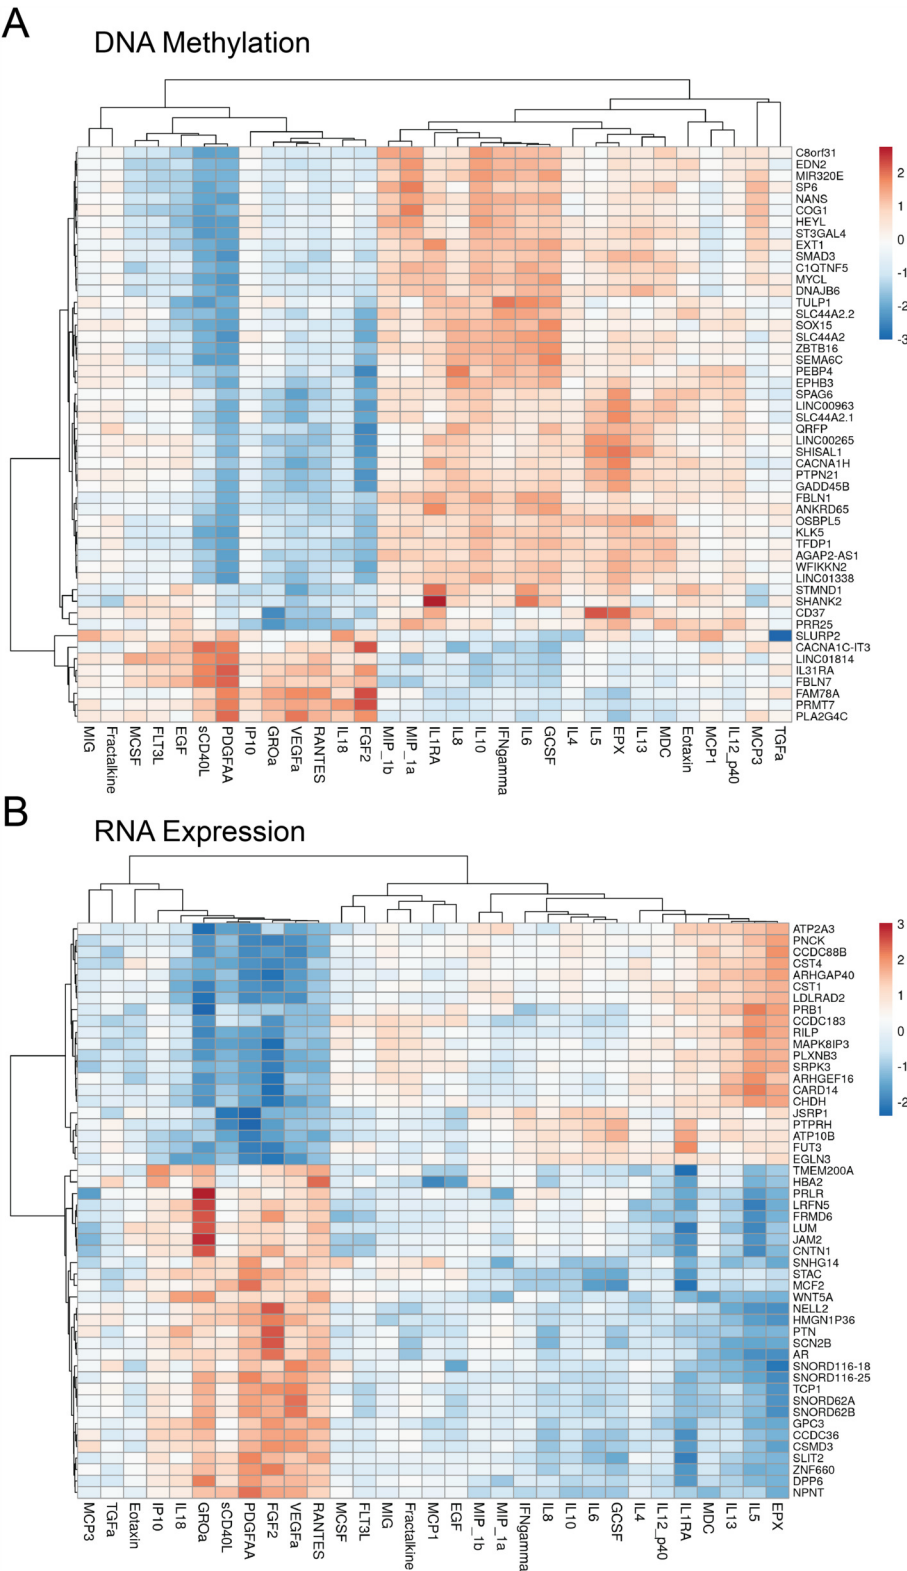 A
DNA Methylation
C8orf31
EDN2
MIR320E
SP6
NANS
COG1
HEYL
ST3GAL4
EXT1
SMAD3
C1QTNF5
MYCL
DNAJB6
TULP1
SLC44A2.2
SOX15
SLC44A2
ZBTB16
SEMA6C
PEBP4
EPHB3
SPAG6
LINC00963
SLC44A2.1
QRFP
LINC00265
SHISAL1
CACNA1H
PTPN21
GADD45B
FBLN1
ANKRD65
OSBPL5
KLK5
TFDP1
AGAP2-AS1
WFIKKN2
LINC01338
STMND1
SHANK2
CD37
PRR25
SLURP2
CACNA1C-IT3
LINC01814
IL31RA
FBLN7
FAM78A
PRMT7
PLA2G4C
2
1
0
-1
-2
-3
MIG
Fractalkine
MCSF
FLT3L
EGF
sCD40L
PDGFAA
IP10
GROa
VEGFa
RANTES
IL18
FGF2
MIP_1b
MIP_1a
IL1RA
IL8
IL10
IFNgamma
IL6
GCSF
IL4
IL5
EPX
IL13
MDC
Eotaxin
MCP1
IL12_p40
MCP3
TGFa
B
RNA Expression
ATP2A3
PNCK
CCDC88B
CST4
ARHGAP40
CST1
LDLRAD2
PRB1
CCDC183
RILP
MAPK8IP3
PLXNB3
SRPK3
ARHGEF16
CARD14
CHDH
JSRP1
PTPRH
ATP10B
FUT3
EGLN3
TMEM200A
HBA2
PRLR
LRFN5
FRMD6
LUM
JAM2
CNTN1
SNHG14
STAC
MCF2
WNT5A
NELL2
HMGN1P36
PTN
SCN2B
AR
SNORD116-18
SNORD116-25
TCP1
SNORD62A
SNORD62B
GPC3
CCDC36
CSMD3
SLIT2
ZNF660
DPP6
NPNT
3
2
1
0
-1
-2
MCP3
TGFa
Eotaxin
IP10
IL18
GROa
sCD40L
PDGFAA
FGF2
VEGFa
RANTES
MCSF
FLT3L
MIG
Fractalkine
MCP1
EGF
MIP_1b
MIP_1a
IFNgamma
IL8
IL10
IL6
GCSF
IL4
IL12_p40
IL1RA
MDC
IL13
IL5
EPX